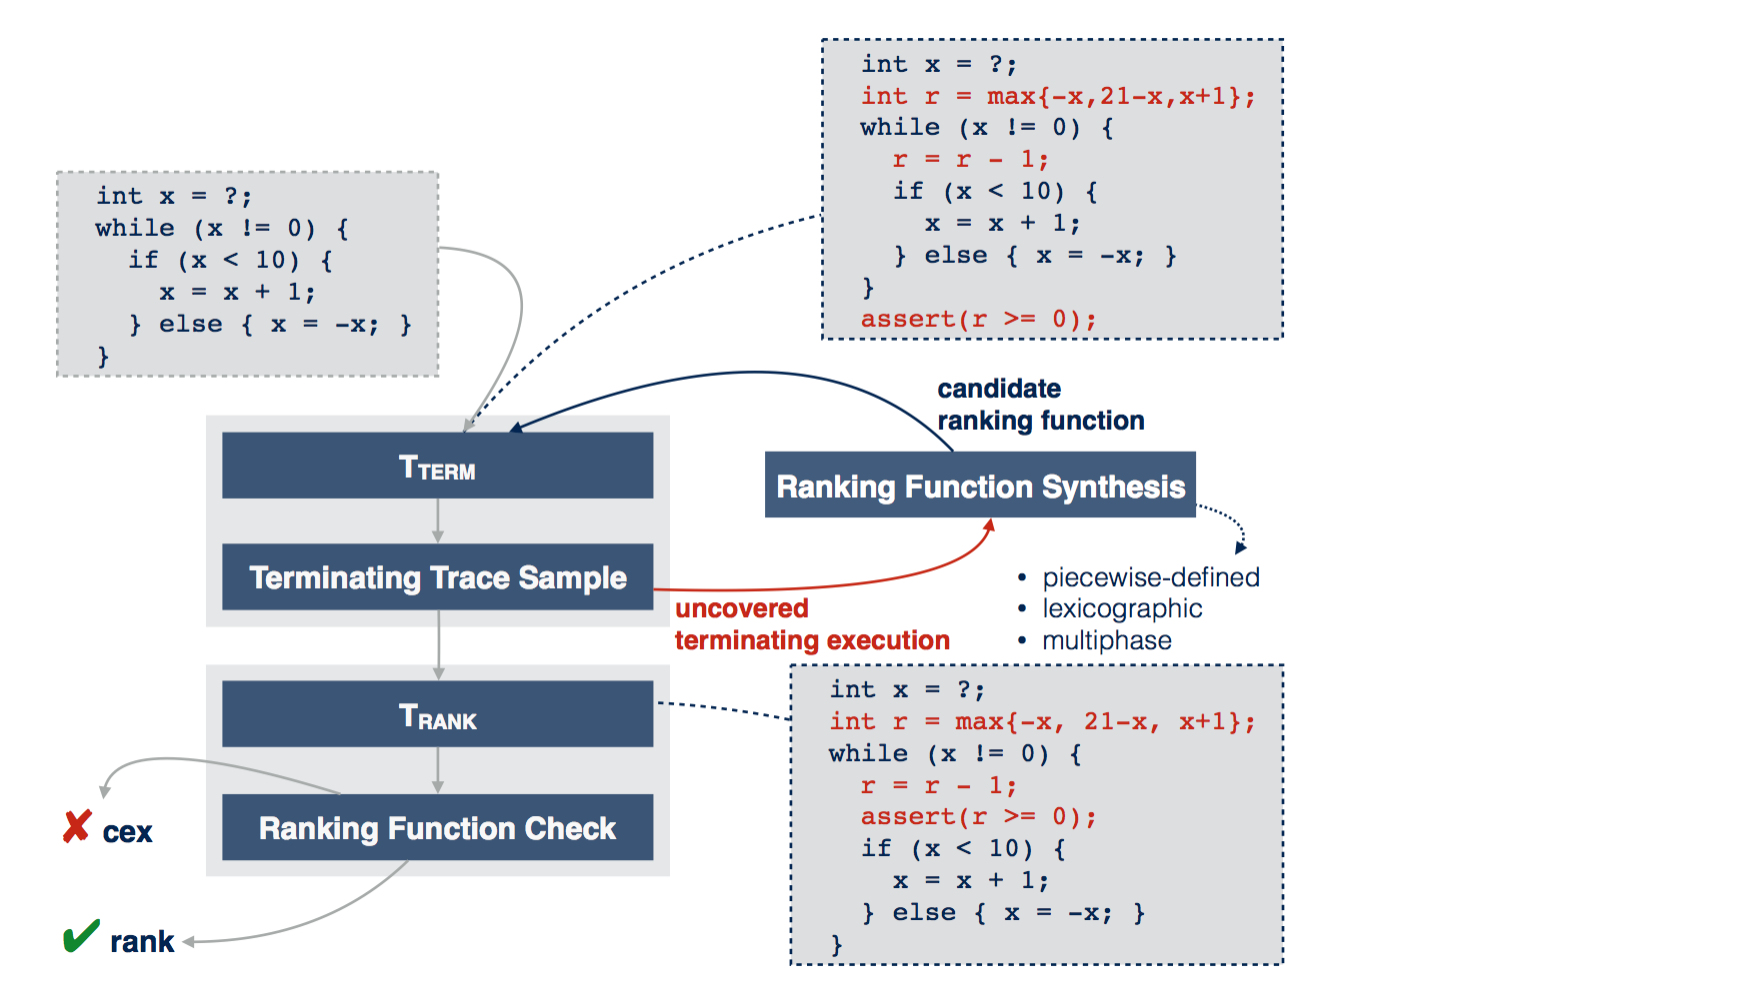 int x = ?;
while (x != 0) {
  if (x < 10) {
    x = x + 1;
  } else { x = -x; }
}
int x = ?;
int r = max{-x,21-x,x+1};
while (x != 0) {
  r = r - 1;
  if (x < 10) {
    x = x + 1;
  } else { x = -x; }
}
assert(r >= 0);
candidate
ranking function
TTERM
Ranking Function Synthesis
Terminating Trace Sample
uncovered
terminating execution
• piecewise-defined
• lexicographic
• multiphase
TRANK
Ranking Function Check
✘ cex
✔ rank
int x = ?;
int r = max{-x, 21-x, x+1};
while (x != 0) {
  r = r - 1;
  assert(r >= 0);
  if (x < 10) {
    x = x + 1;
  } else { x = -x; }
}